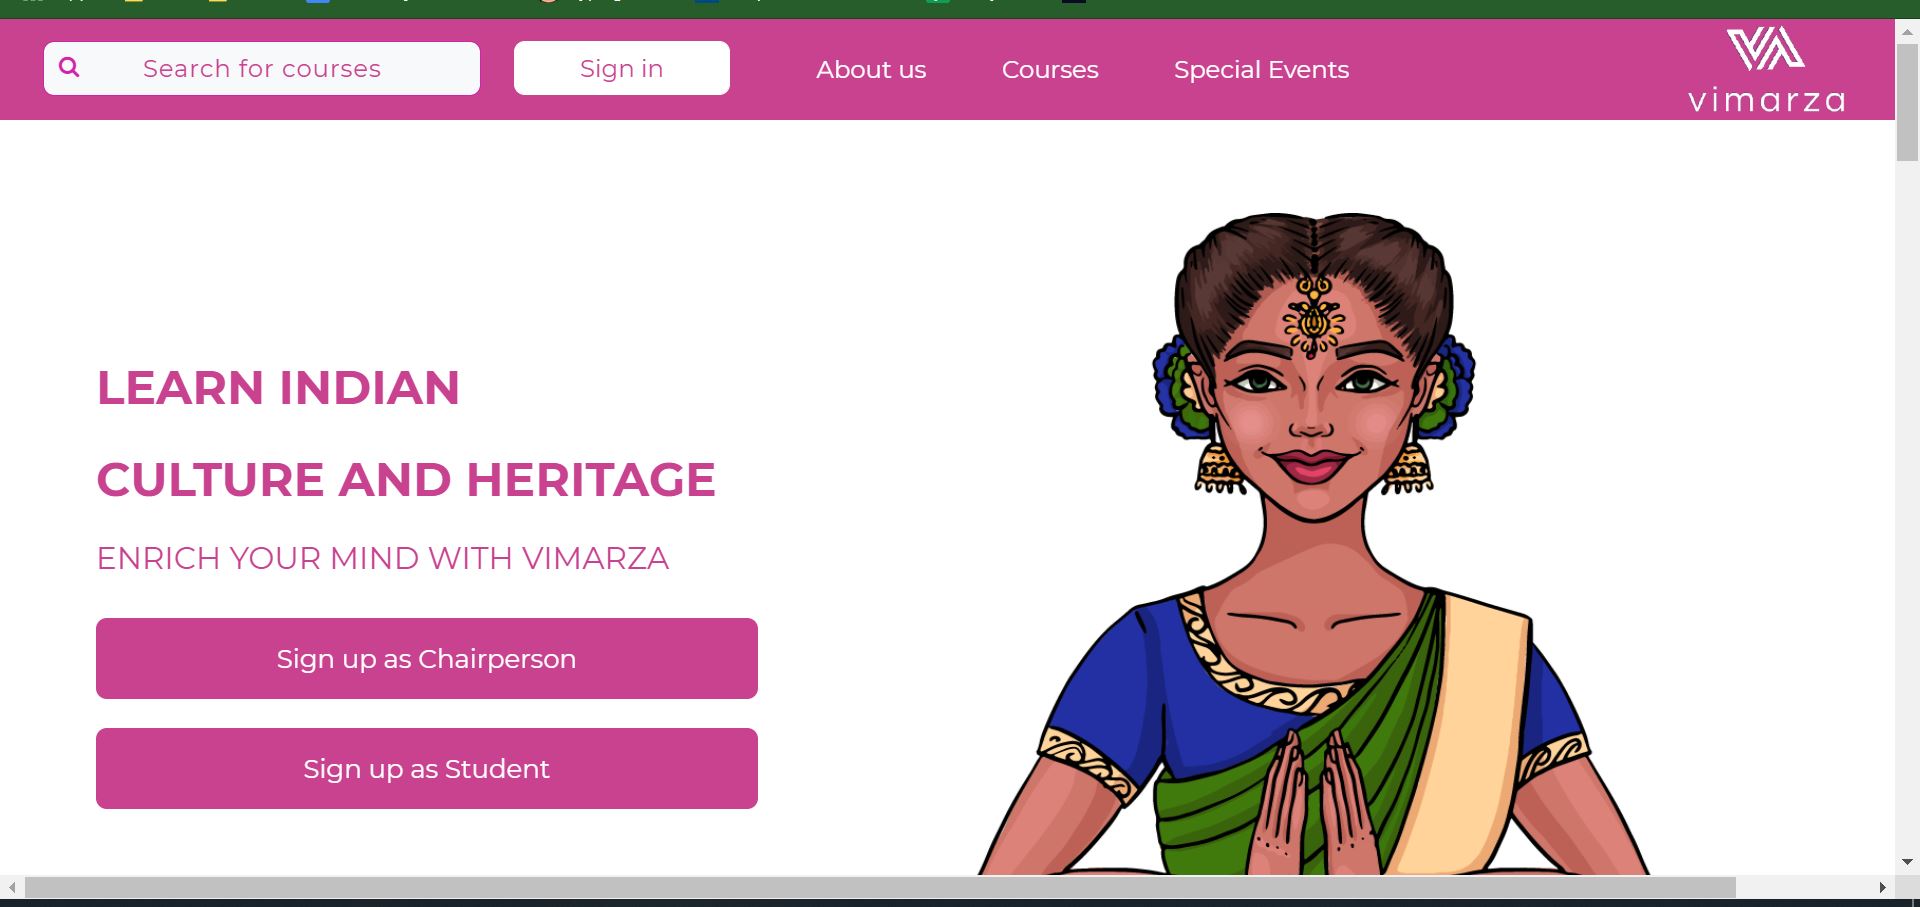 Search for courses
Sign in
About us
Courses
Special Events
vimarza
LEARN INDIAN
CULTURE AND HERITAGE
ENRICH YOUR MIND WITH VIMARZA
Sign up as Chairperson
Sign up as Student